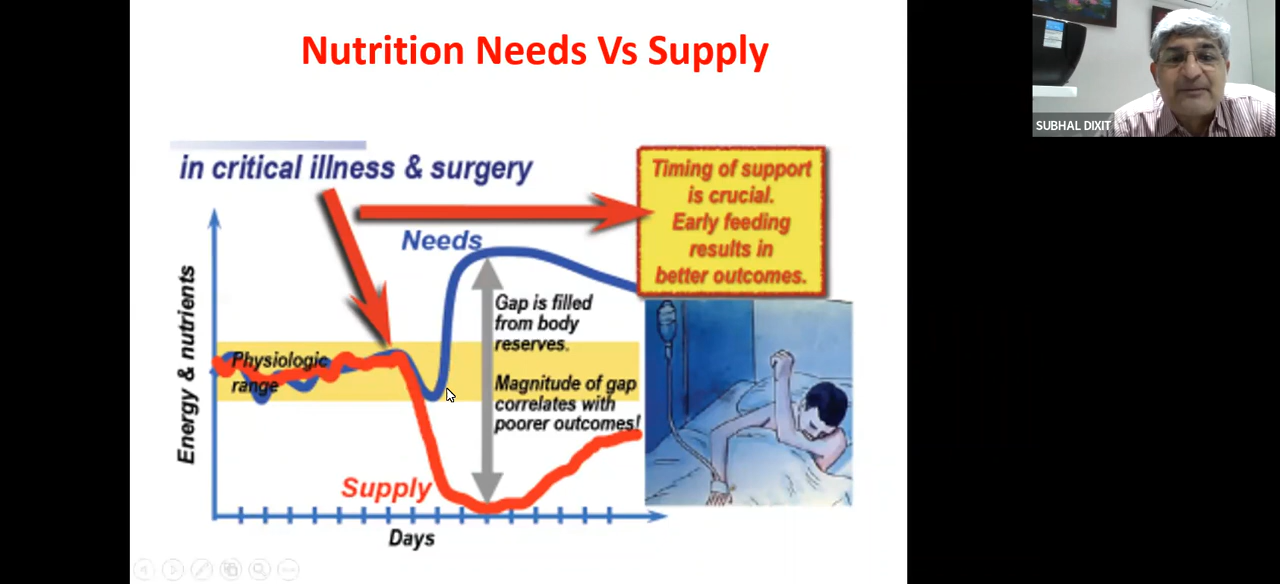 Nutrition Needs Vs Supply
SUBHAL DIXIT
in critical illness & surgery
Timing of support
is crucial.
Early feeding
results in
better outcomes.
Needs
Energy & nutrients
Gap is filled
from body
reserves.
Physiologic
range
Magnitude of gap
correlates with
poorer outcomes!
Supply
Days